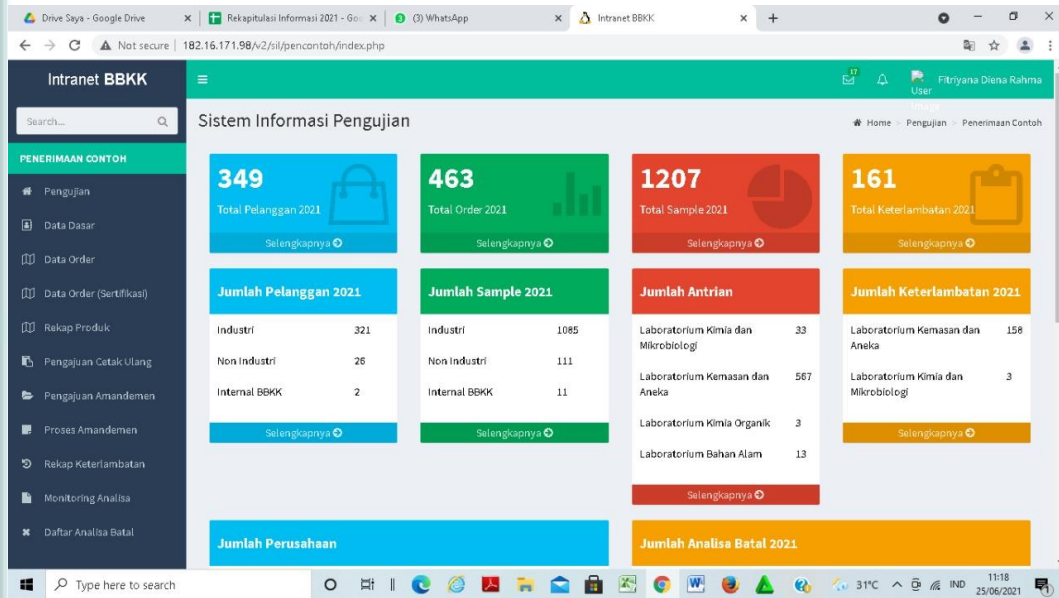 Drive Saya - Google Drive
Rekapitulasi Informasi 2021 - Goo
(3) WhatsApp
Intranet BBKK
Not secure
182.16.171.98/v2/sil/pencontoh/index.php
Intranet BBKK
17
User
Image
Fitriyana Diena Rahma
Search...
Sistem Informasi Pengujian
Home > Pengujian > Penerimaan Contoh
PENERIMAAN CONTOH
Pengujian
Data Dasar
Data Order
Data Order (Sertifikasi)
Rekap Produk
Pengajuan Cetak Ulang
Pengajuan Amandemen
Proses Amandemen
Rekap Keterlambatan
Monitoring Analisa
Daftar Analisa Batal
349
Total Pelanggan 2021
Selengkapnya
463
Total Order 2021
Selengkapnya
1207
Total Sample 2021
Selengkapnya
161
Total Keterlambatan 2021
Selengkapnya
Jumlah Pelanggan 2021
Industri 321
Non Industri 26
Internal BBKK 2
Selengkapnya
Jumlah Sample 2021
Industri 1085
Non Industri 111
Internal BBKK 11
Selengkapnya
Jumlah Antrian
Laboratorium Kimia dan 33
Mikrobiologi
Laboratorium Kemasan dan 567
Aneka
Laboratorium Kimia Organik 3
Laboratorium Bahan Alam 13
Selengkapnya
Jumlah Keterlambatan 2021
Laboratorium Kemasan dan 158
Aneka
Laboratorium Kimia dan 3
Mikrobiologi
Selengkapnya
Jumlah Perusahaan
Jumlah Analisa Batal 2021
Type here to search
31°C
IND
11:18
25/06/2021